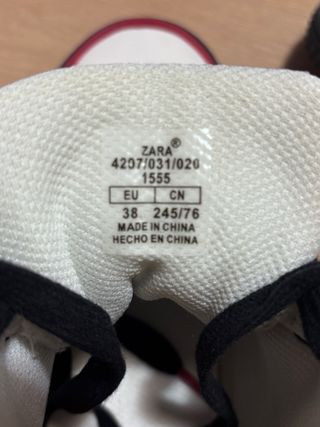 ZARA®
4207/031/020
1555
EU CN
38 245/76
MADE IN CHINA
HECHO EN CHINA